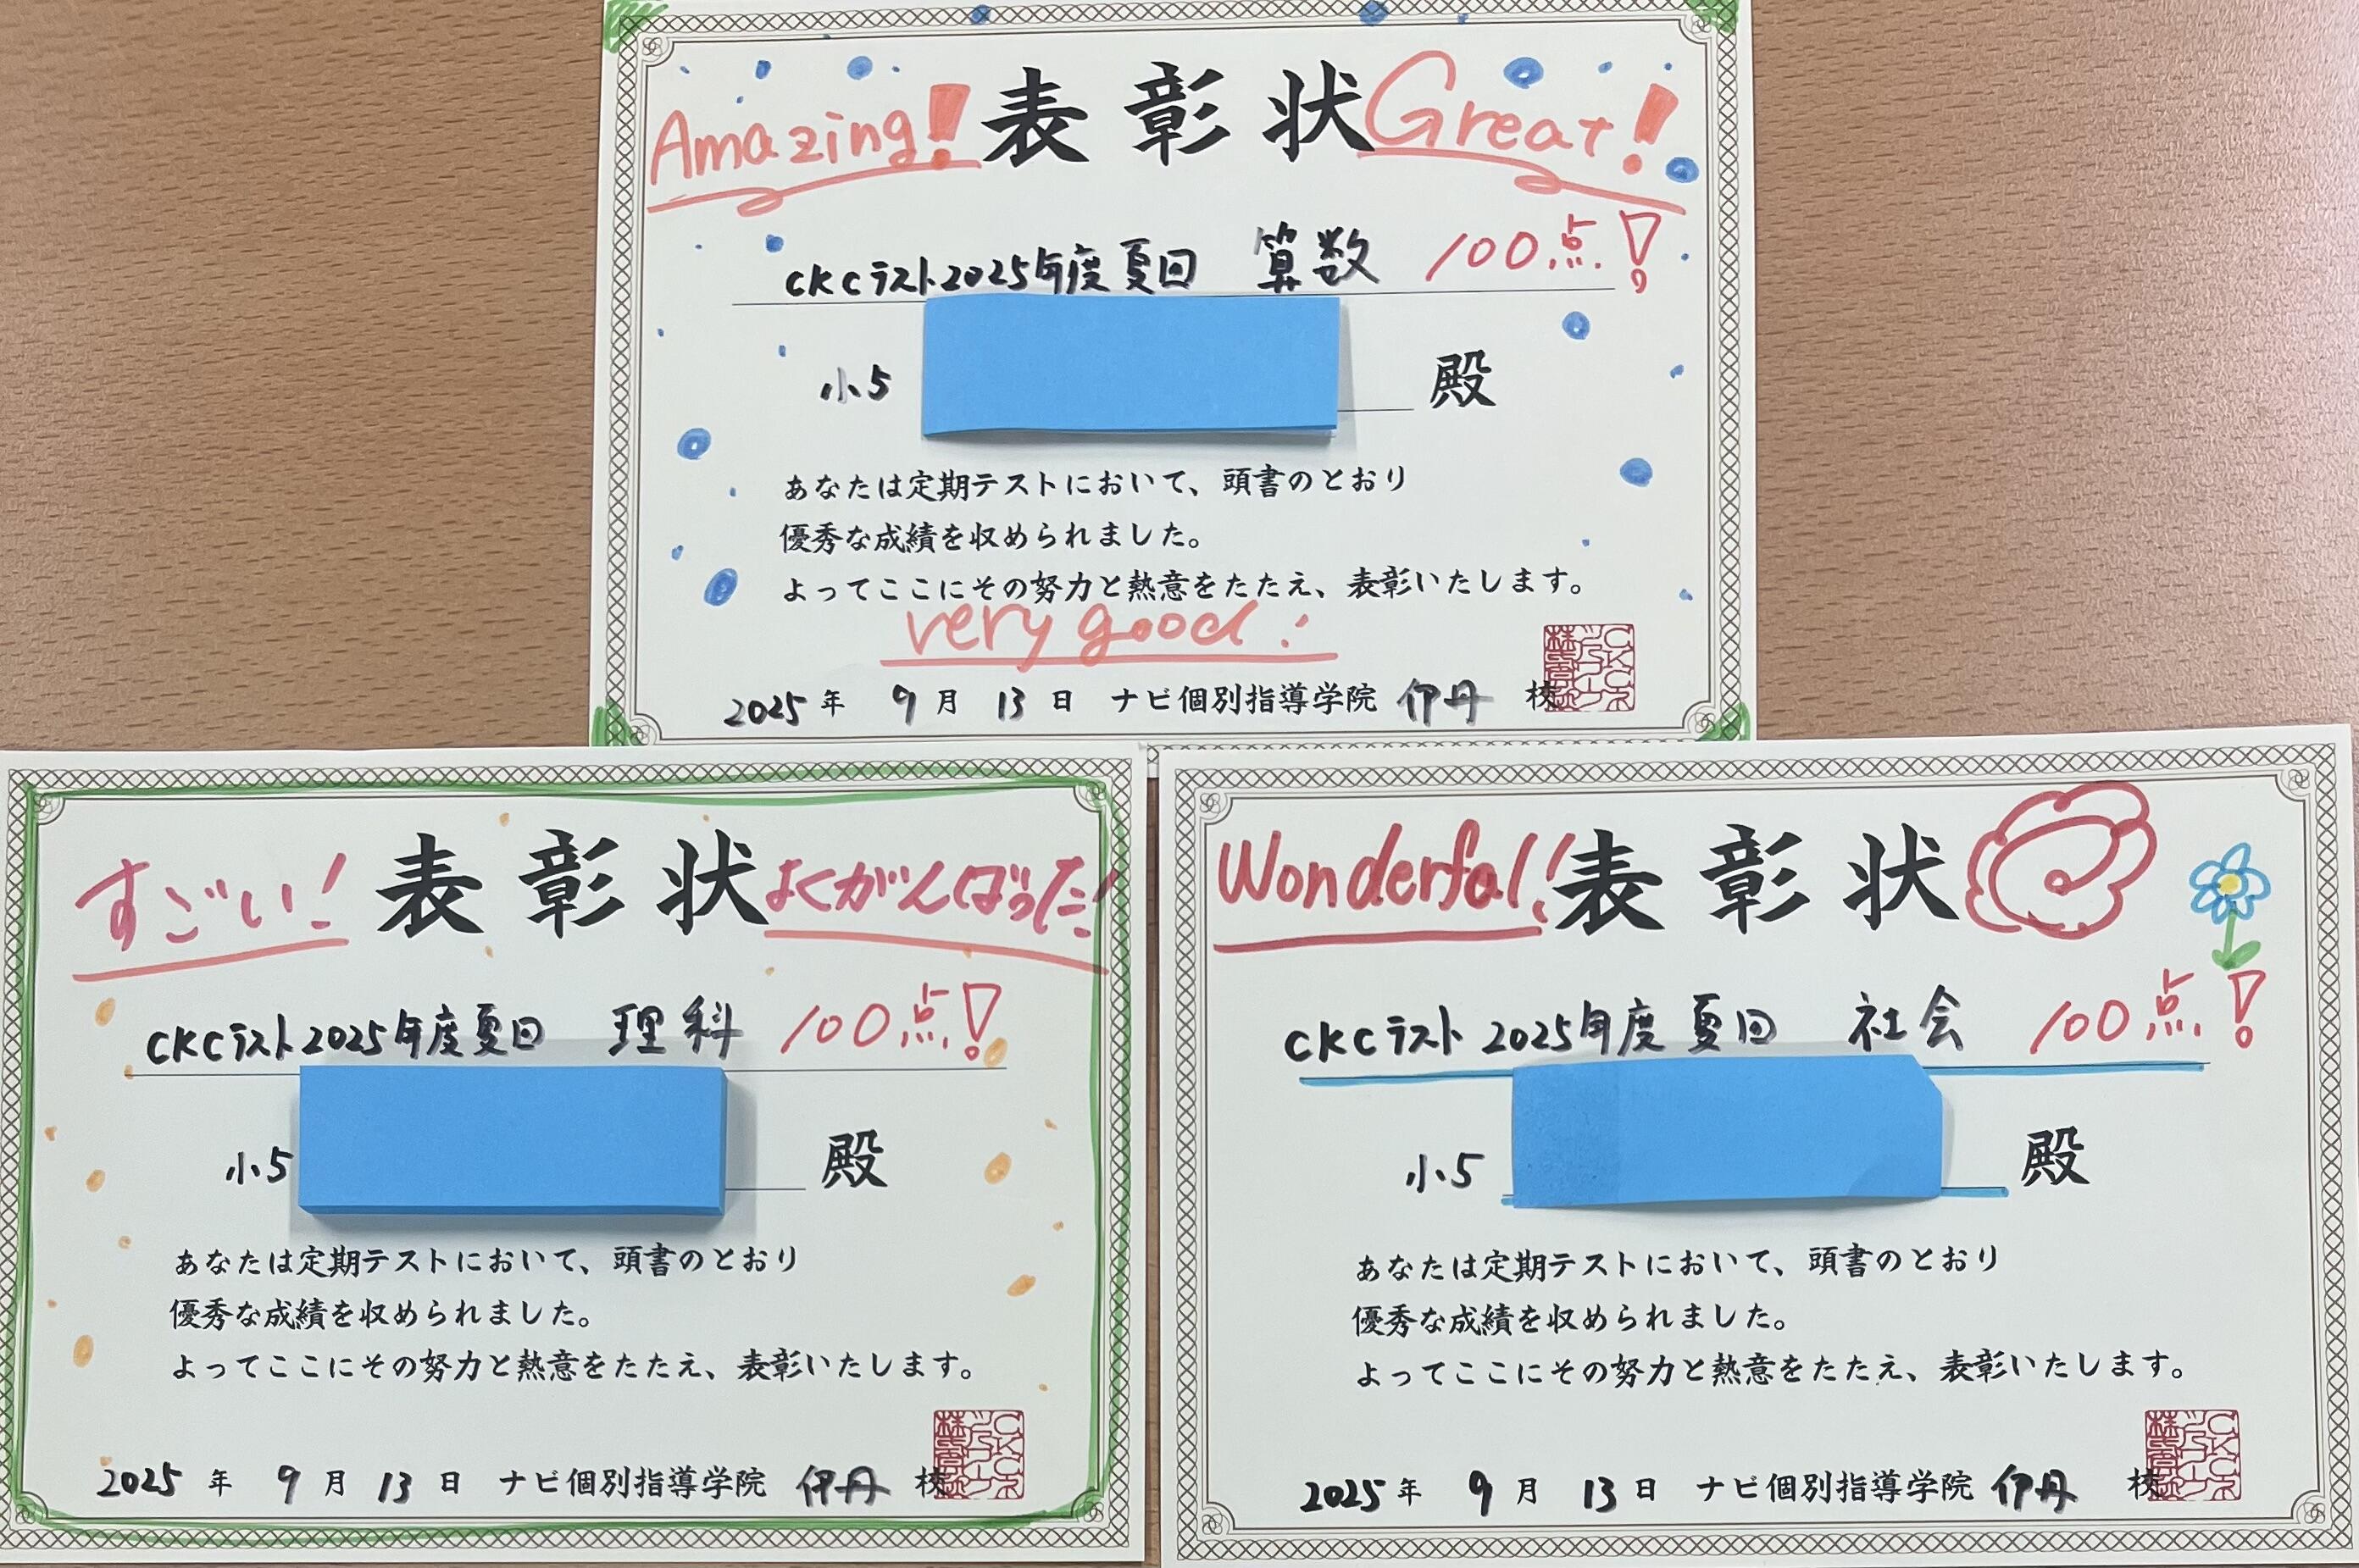 Amazing! 表彰状 Great!
CKCテスト2025年度夏回 算数 100点!
小5 殿
あなたは定期テストにおいて、頭書のとおり
優秀な成績を収められました。
よってここにその努力と熱意をたたえ、表彰いたします。
very good!
2025年 9月 13日 ナビ個別指導学院 伊丹 校
すごい! 表彰状 よくがんばった!
CKCテスト2025年度夏回 理科 100点!
小5 殿
あなたは定期テストにおいて、頭書のとおり
優秀な成績を収められました。
よってここにその努力と熱意をたたえ、表彰いたします。
2025年 9月 13日 ナビ個別指導学院 伊丹 校
Wonderfal! 表彰状
CKCテスト 2025年度 夏回 社会 100点!
小5 殿
あなたは定期テストにおいて、頭書のとおり
優秀な成績を収められました。
よってここにその努力と熱意をたたえ、表彰いたします。
2025年 9月 13日 ナビ個別指導学院 伊丹 校